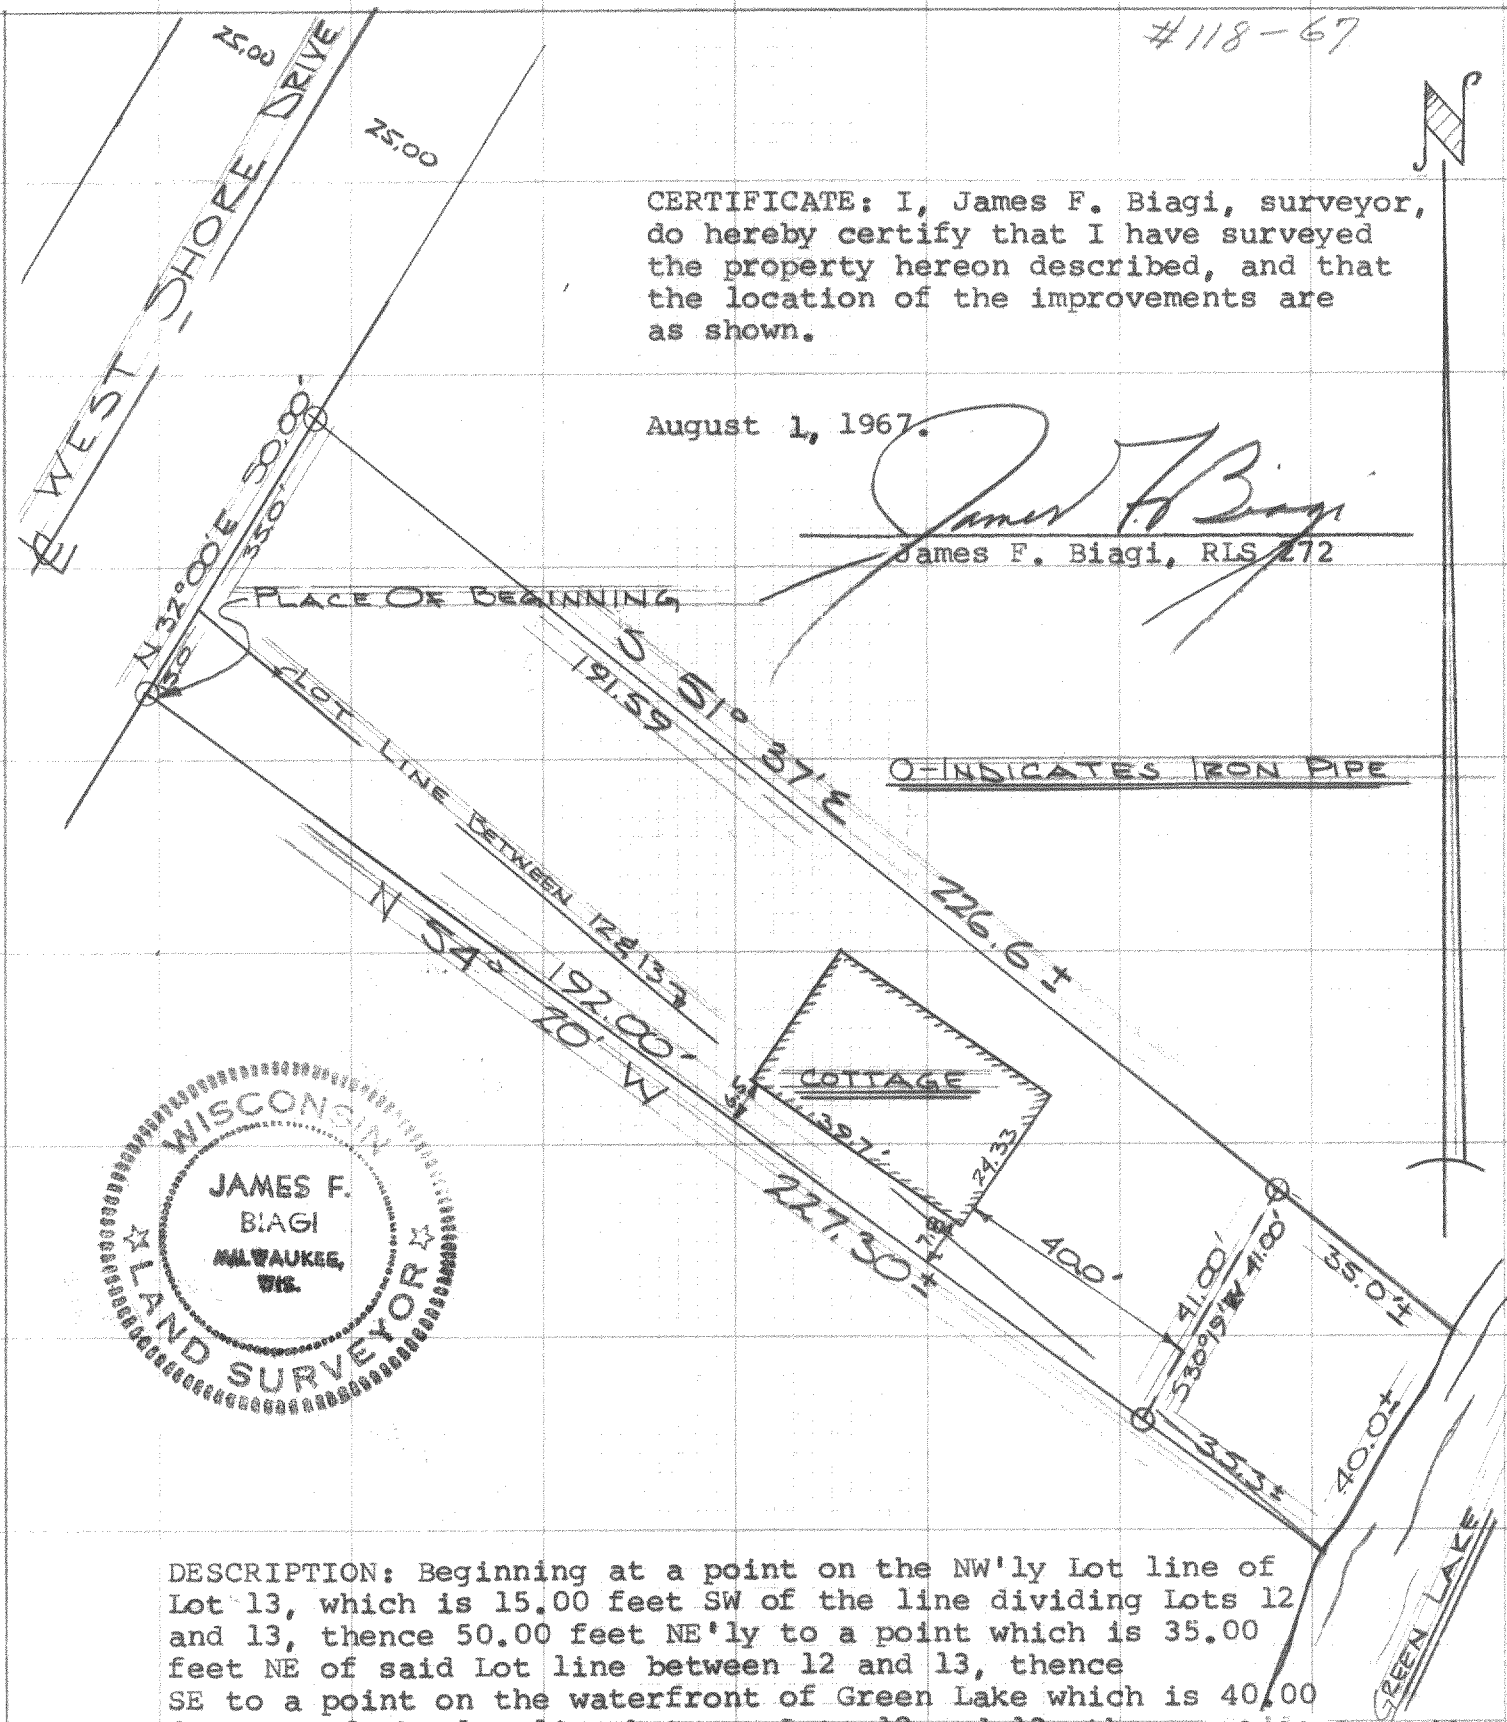 #118-67
25.00
WEST SHORE DRIVE
25.00
N
CERTIFICATE: I, James F. Biagi, surveyor,
do hereby certify that I have surveyed
the property hereon described, and that
the location of the improvements are
as shown.
August 1, 1967.
James F. Biagi
James F. Biagi, RLS 272
N 32°00'E 50.00'
350'
150'
PLACE OF BEGINNING
S 51° 37' E 226.6 ±
191.59
LOT LINE BETWEEN 12 & 13
O-INDICATES IRON PIPE
N 54° 20' W 227.30 ±
192.00'
COTTAGE
39.7'
24.33
7.8
40.0'
41.00'
S 30°19'W 41.00'
35.0'±
35.3 ±
40.0±
GREEN LAKE
WISCONSIN
JAMES F.
BIAGI
MILWAUKEE,
WIS.
LAND SURVEYOR
DESCRIPTION: Beginning at a point on the NW'ly Lot line of
Lot 13, which is 15.00 feet SW of the line dividing Lots 12
and 13, thence 50.00 feet NE'ly to a point which is 35.00
feet NE of said Lot line between 12 and 13, thence
SE to a point on the waterfront of Green Lake which is 40.00